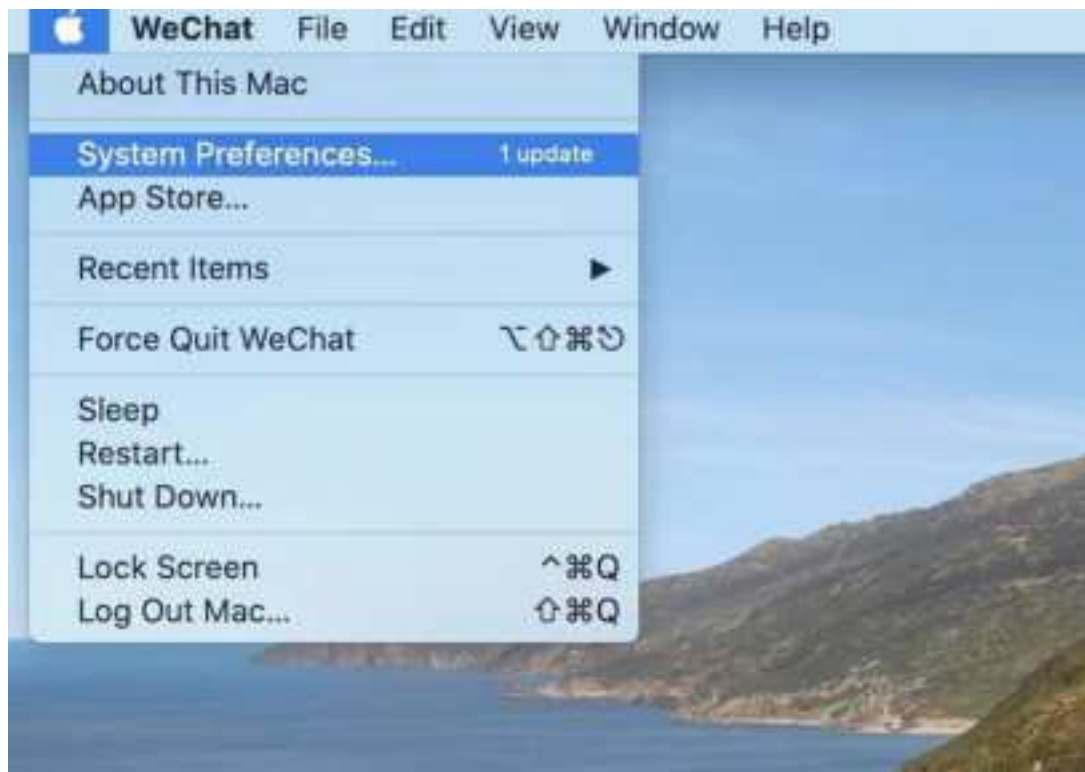 WeChat File Edit View Window Help
About This Mac
System Preferences... 1 update
App Store...
Recent Items ▶
Force Quit WeChat ⌥⇧⌘⎋
Sleep
Restart...
Shut Down...
Lock Screen ^⌘Q
Log Out Mac... ⇧⌘Q